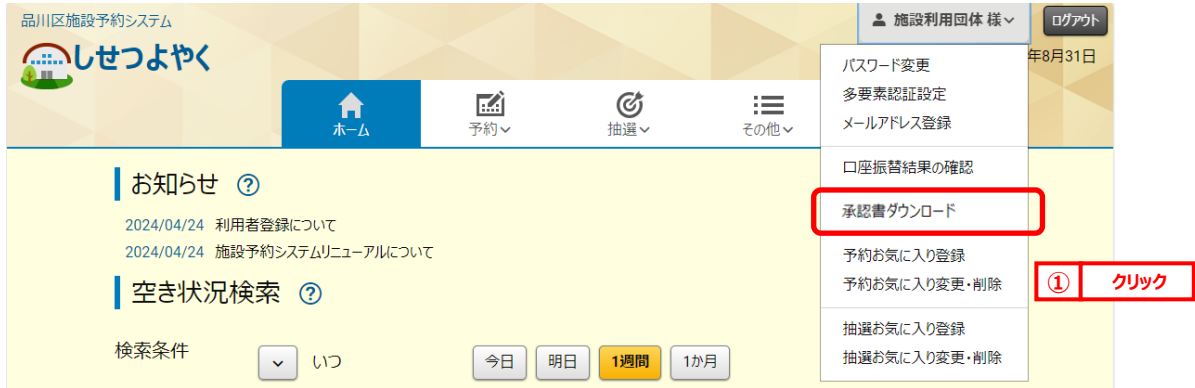 品川区施設予約システム
しせつよやく
施設利用団体 様
ログアウト
年8月31日
ホーム
予約
抽選
その他
パスワード変更
多要素認証設定
メールアドレス登録
口座振替結果の確認
承認書ダウンロード
予約お気に入り登録
予約お気に入り変更・削除
抽選お気に入り登録
抽選お気に入り変更・削除
① クリック
お知らせ ?
2024/04/24 利用者登録について
2024/04/24 施設予約システムリニューアルについて
空き状況検索 ?
検索条件 いつ 今日 明日 1週間 1か月